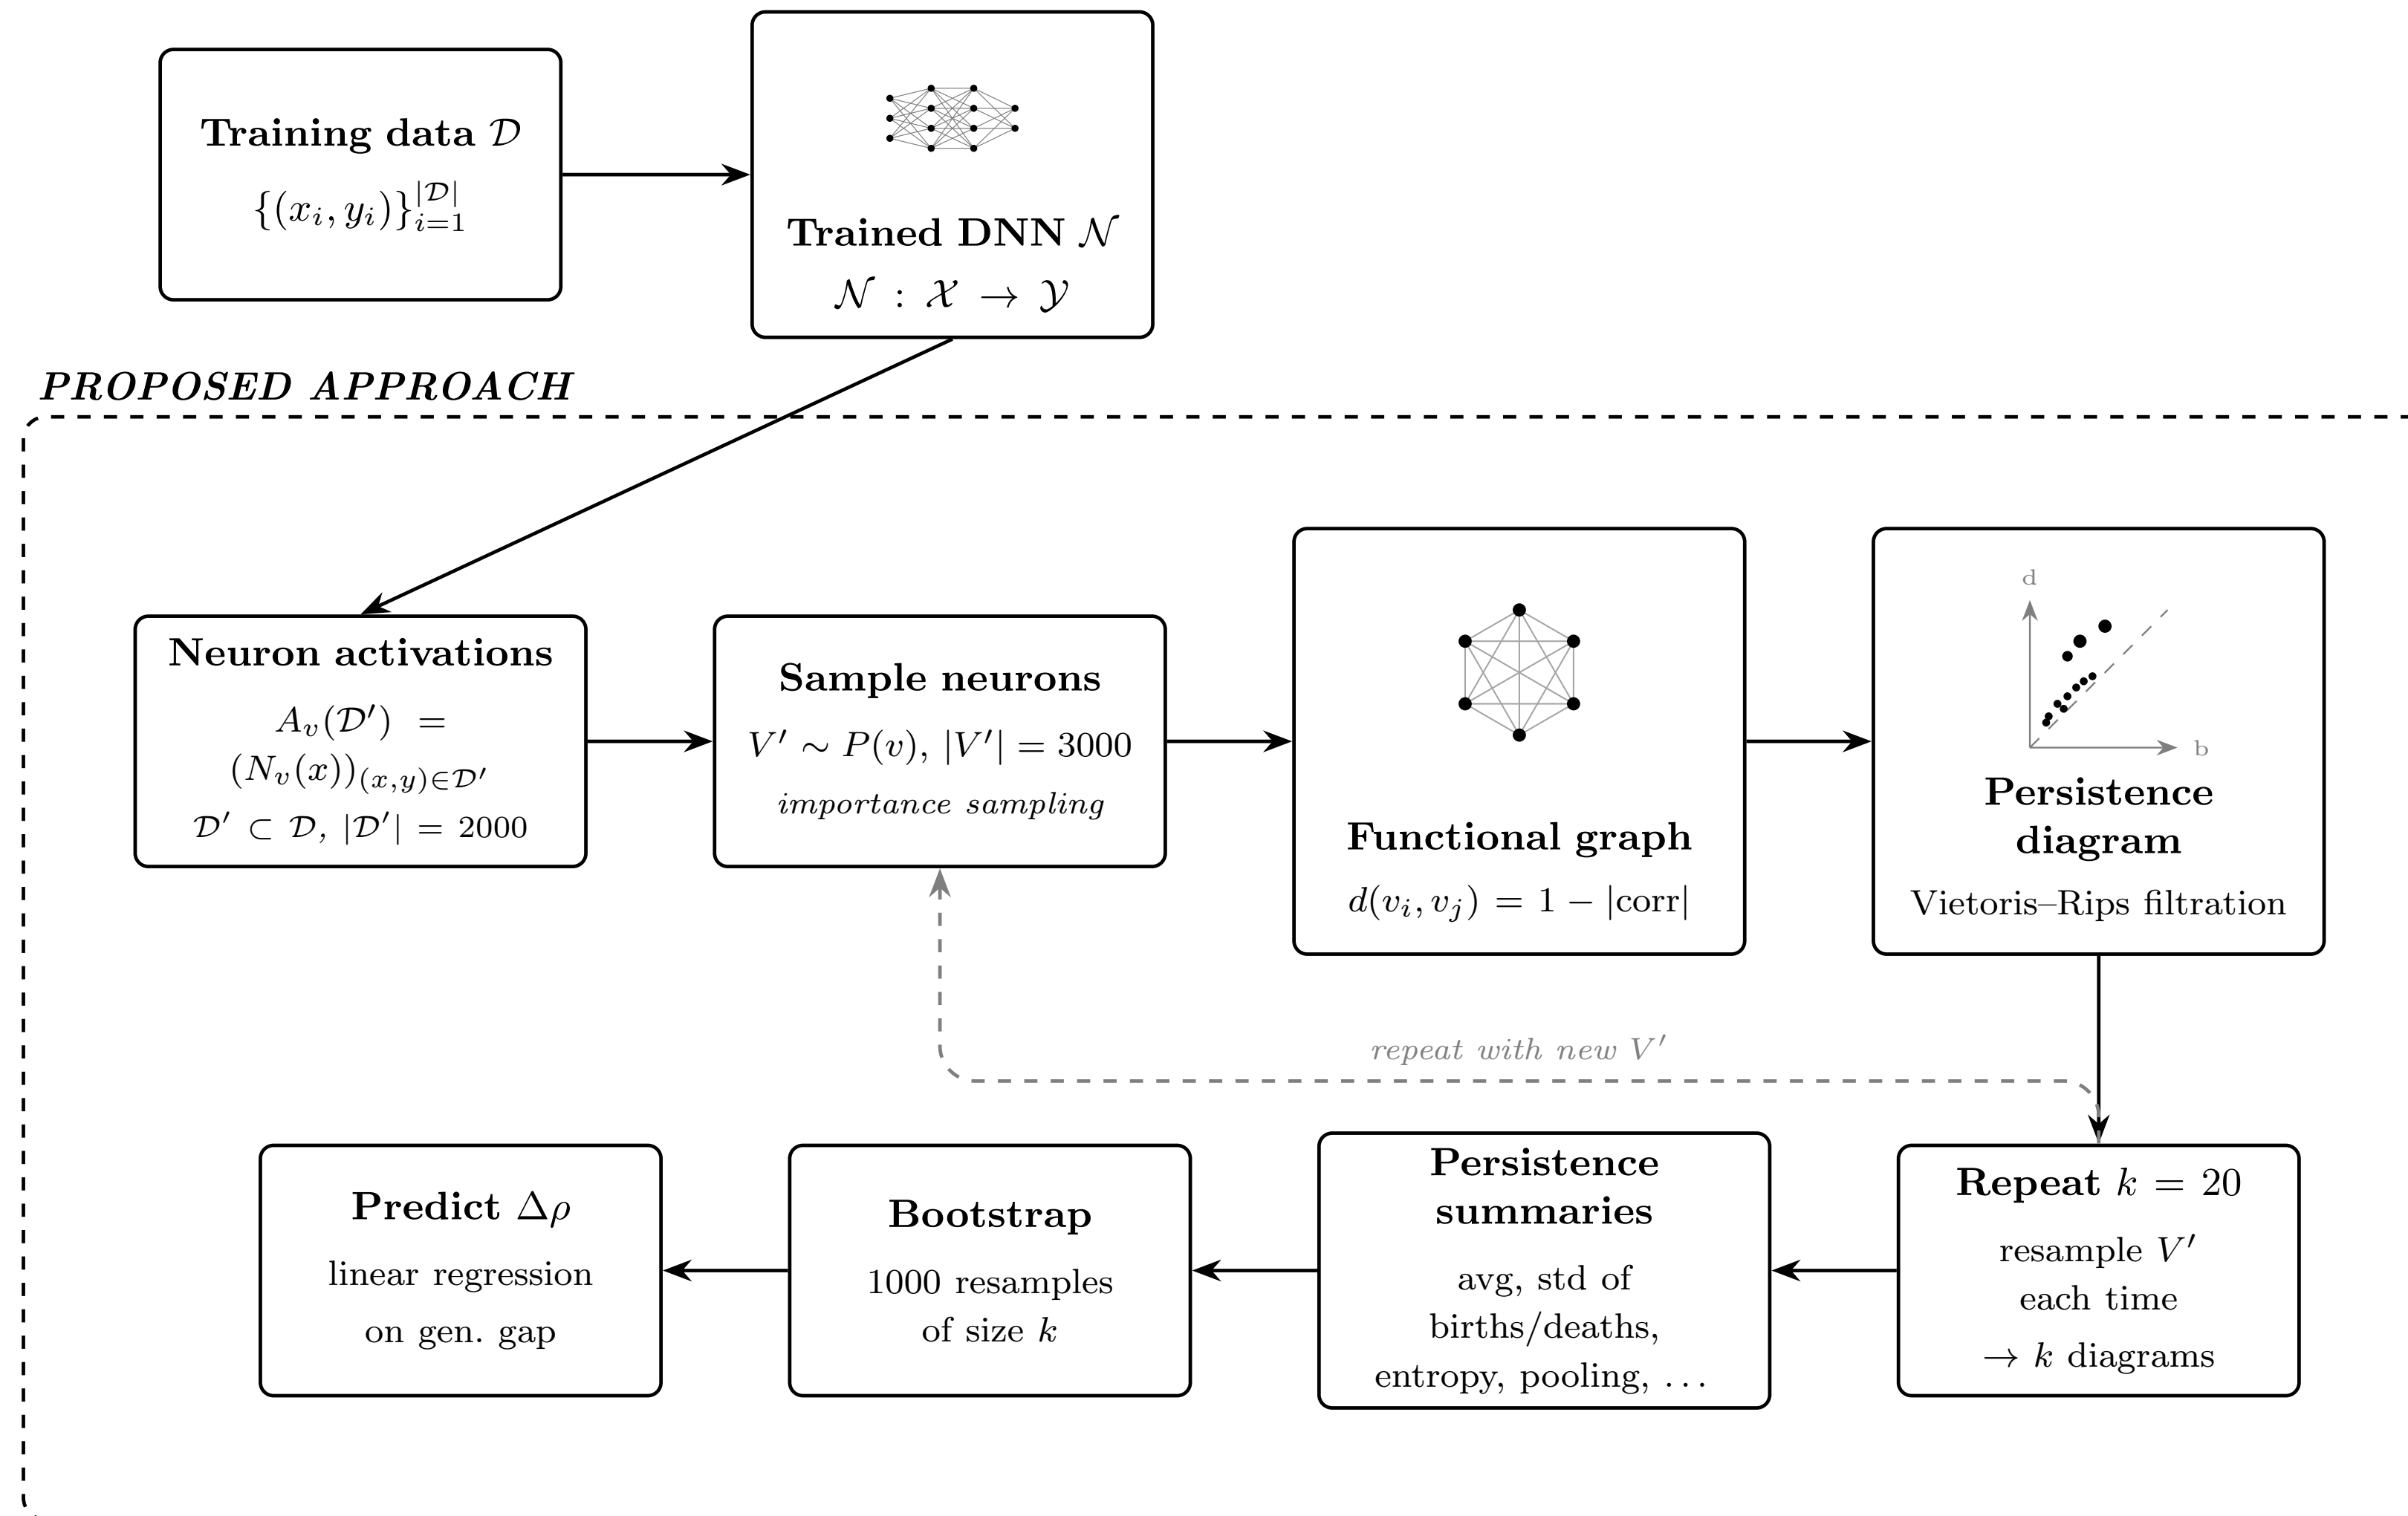 Training data 𝒟
{(xᵢ, yᵢ)}_{i=1}^{|𝒟|}
Trained DNN 𝒩
𝒩 : 𝒳 → 𝒴
PROPOSED APPROACH
Neuron activations
A_v(𝒟′) =
(N_v(x))_{(x,y)∈𝒟′}
𝒟′ ⊂ 𝒟, |𝒟′| = 2000
Sample neurons
V′ ∼ P(v), |V′| = 3000
importance sampling
Functional graph
d(vᵢ, vⱼ) = 1 − |corr|
d
b
Persistence
diagram
Vietoris–Rips filtration
repeat with new V′
Predict Δρ
linear regression
on gen. gap
Bootstrap
1000 resamples
of size k
Persistence
summaries
avg, std of
births/deaths,
entropy, pooling, …
Repeat k = 20
resample V′
each time
→ k diagrams